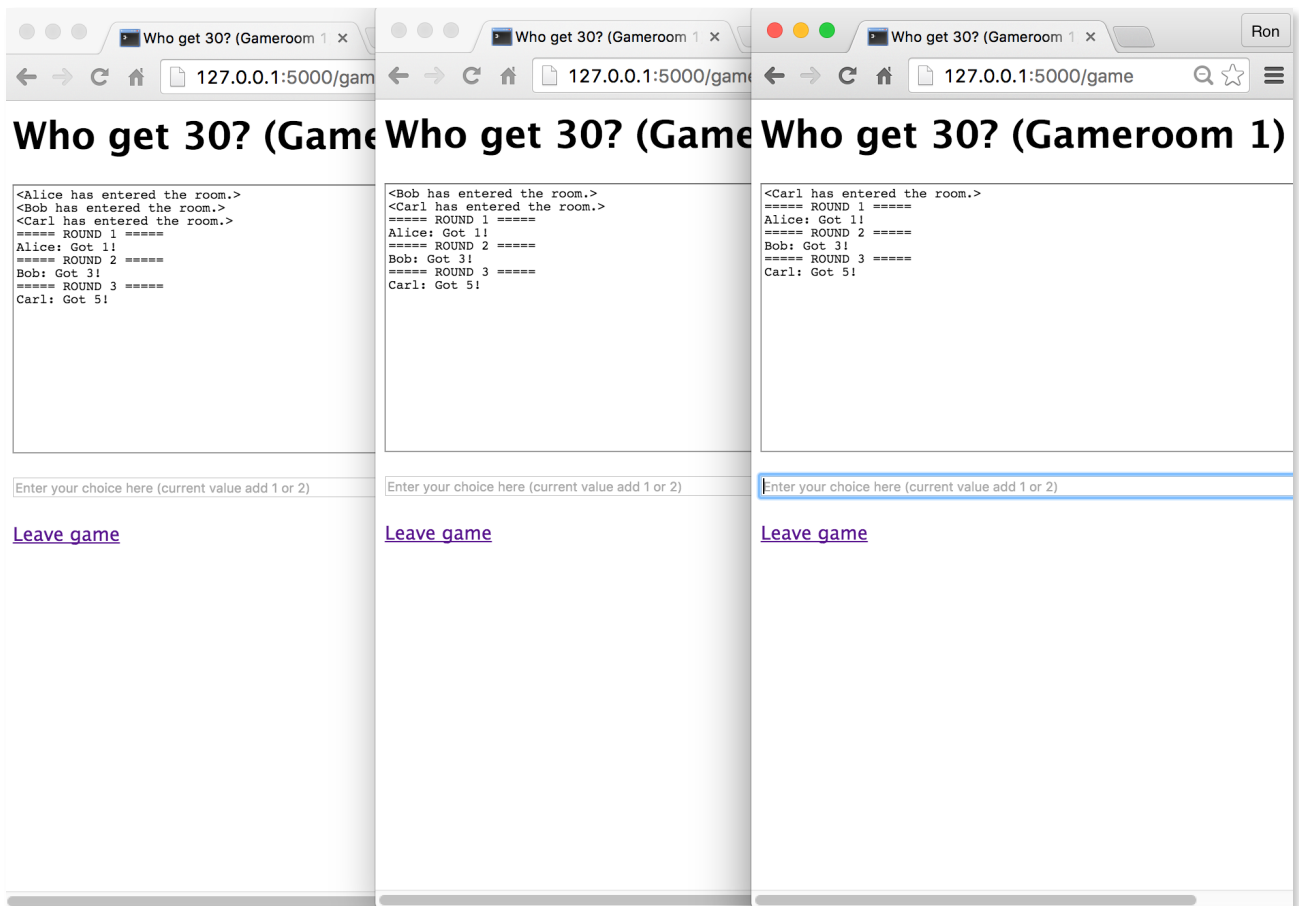 Who get 30? (Gameroom 1
127.0.0.1:5000/gam
Who get 30? (Game
<Alice has entered the room.>
<Bob has entered the room.>
<Carl has entered the room.>
===== ROUND 1 =====
Alice: Got 1!
===== ROUND 2 =====
Bob: Got 3!
===== ROUND 3 =====
Carl: Got 5!
Enter your choice here (current value add 1 or 2)
Leave game
Who get 30? (Gameroom 1
127.0.0.1:5000/game
Who get 30? (Game
<Bob has entered the room.>
<Carl has entered the room.>
===== ROUND 1 =====
Alice: Got 1!
===== ROUND 2 =====
Bob: Got 3!
===== ROUND 3 =====
Carl: Got 5!
Enter your choice here (current value add 1 or 2)
Leave game
Who get 30? (Gameroom 1
Ron
127.0.0.1:5000/game
Who get 30? (Gameroom 1)
<Carl has entered the room.>
===== ROUND 1 =====
Alice: Got 1!
===== ROUND 2 =====
Bob: Got 3!
===== ROUND 3 =====
Carl: Got 5!
Enter your choice here (current value add 1 or 2)
Leave game